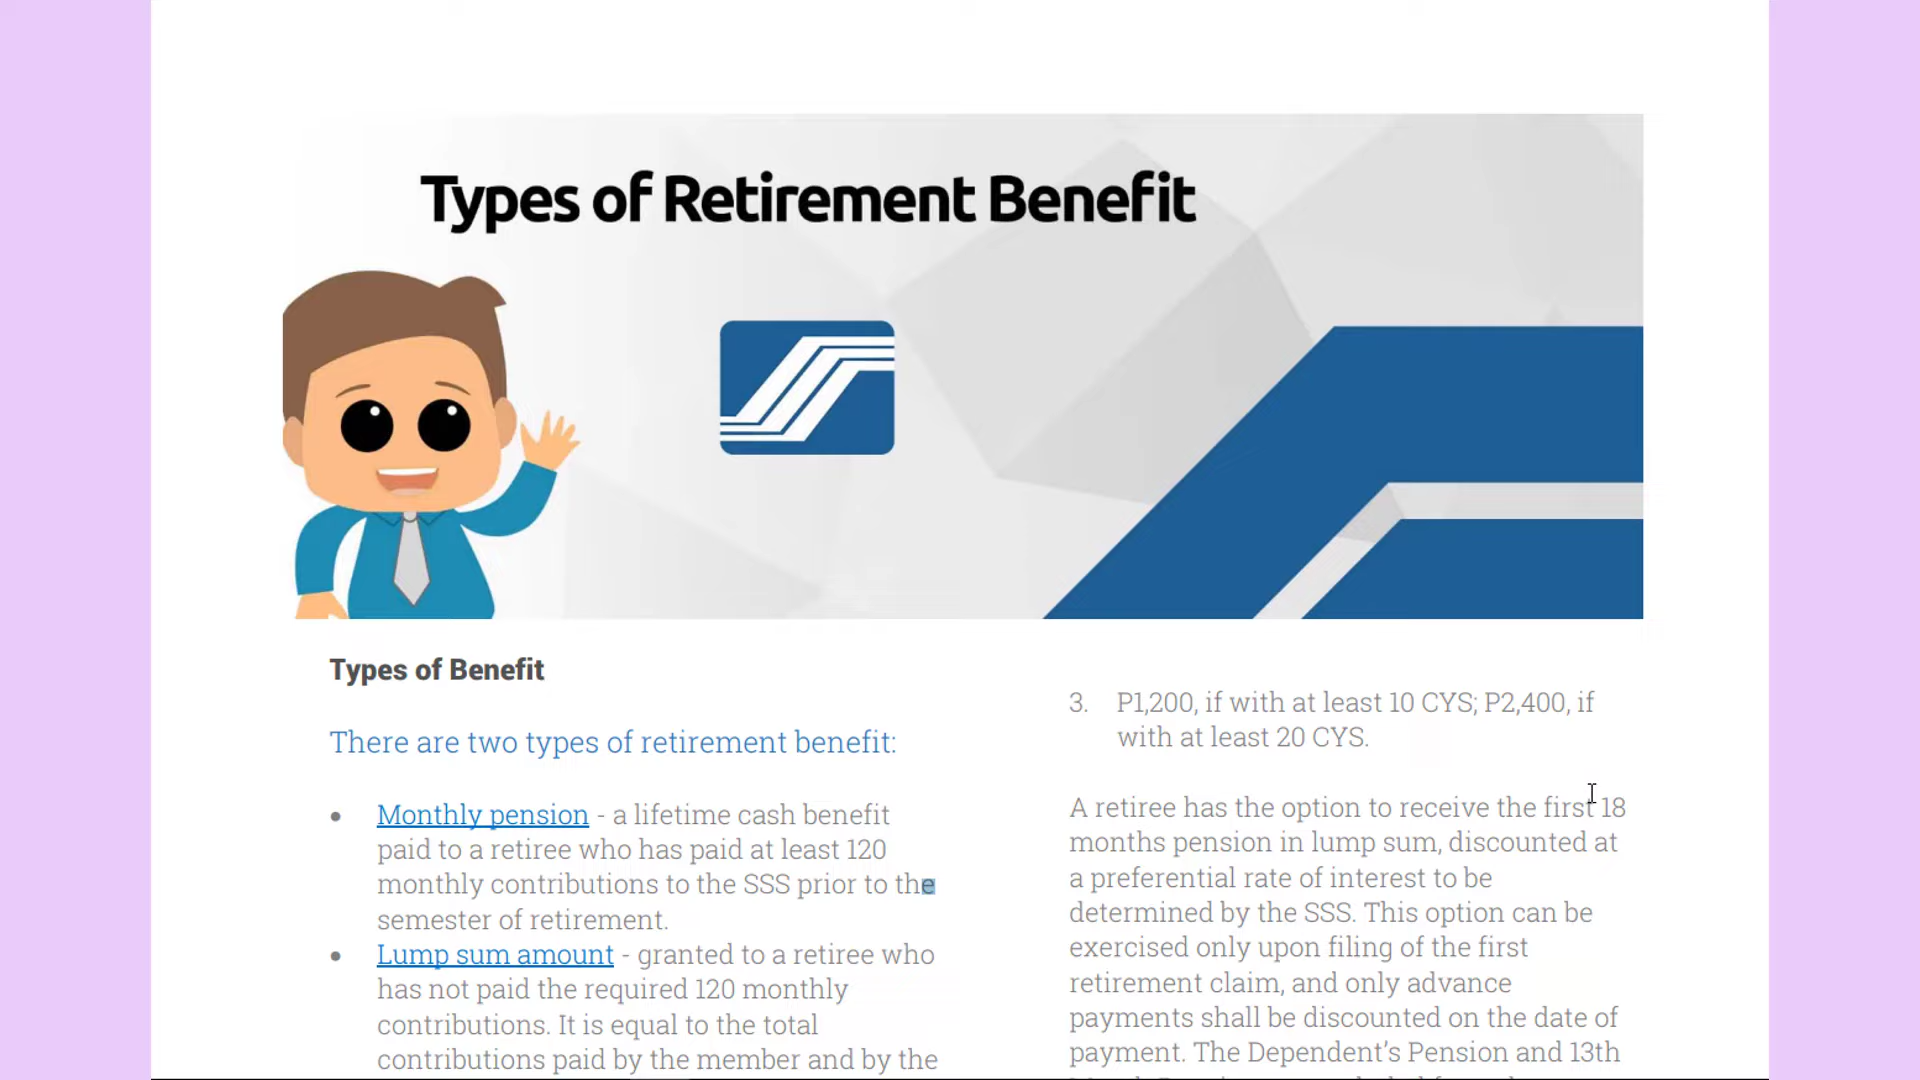 Types of Retirement Benefit
Types of Benefit
There are two types of retirement benefit:
• Monthly pension - a lifetime cash benefit
paid to a retiree who has paid at least 120
monthly contributions to the SSS prior to the
semester of retirement.
• Lump sum amount - granted to a retiree who
has not paid the required 120 monthly
contributions. It is equal to the total
contributions paid by the member and by the
3. P1,200, if with at least 10 CYS; P2,400, if
with at least 20 CYS.
A retiree has the option to receive the first 18
months pension in lump sum, discounted at
a preferential rate of interest to be
determined by the SSS. This option can be
exercised only upon filing of the first
retirement claim, and only advance
payments shall be discounted on the date of
payment. The Dependent’s Pension and 13th